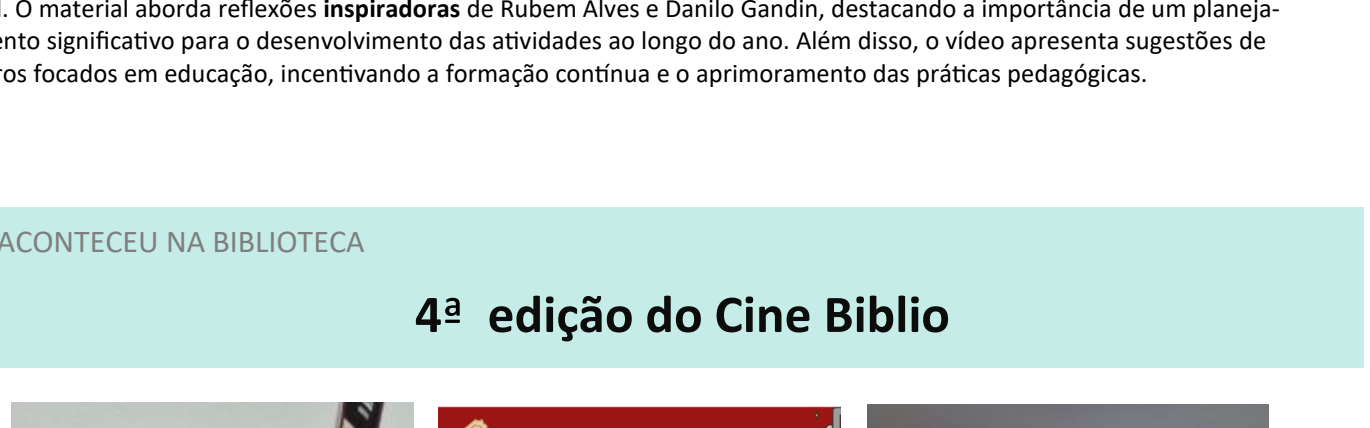 . O material aborda reflexões inspiradoras de Rubem Alves e Danilo Gandin, destacando a importância de um planeja-
ento significativo para o desenvolvimento das atividades ao longo do ano. Além disso, o vídeo apresenta sugestões de
ros focados em educação, incentivando a formação contínua e o aprimoramento das práticas pedagógicas.
ACONTECEU NA BIBLIOTECA
4ª edição do Cine Biblio